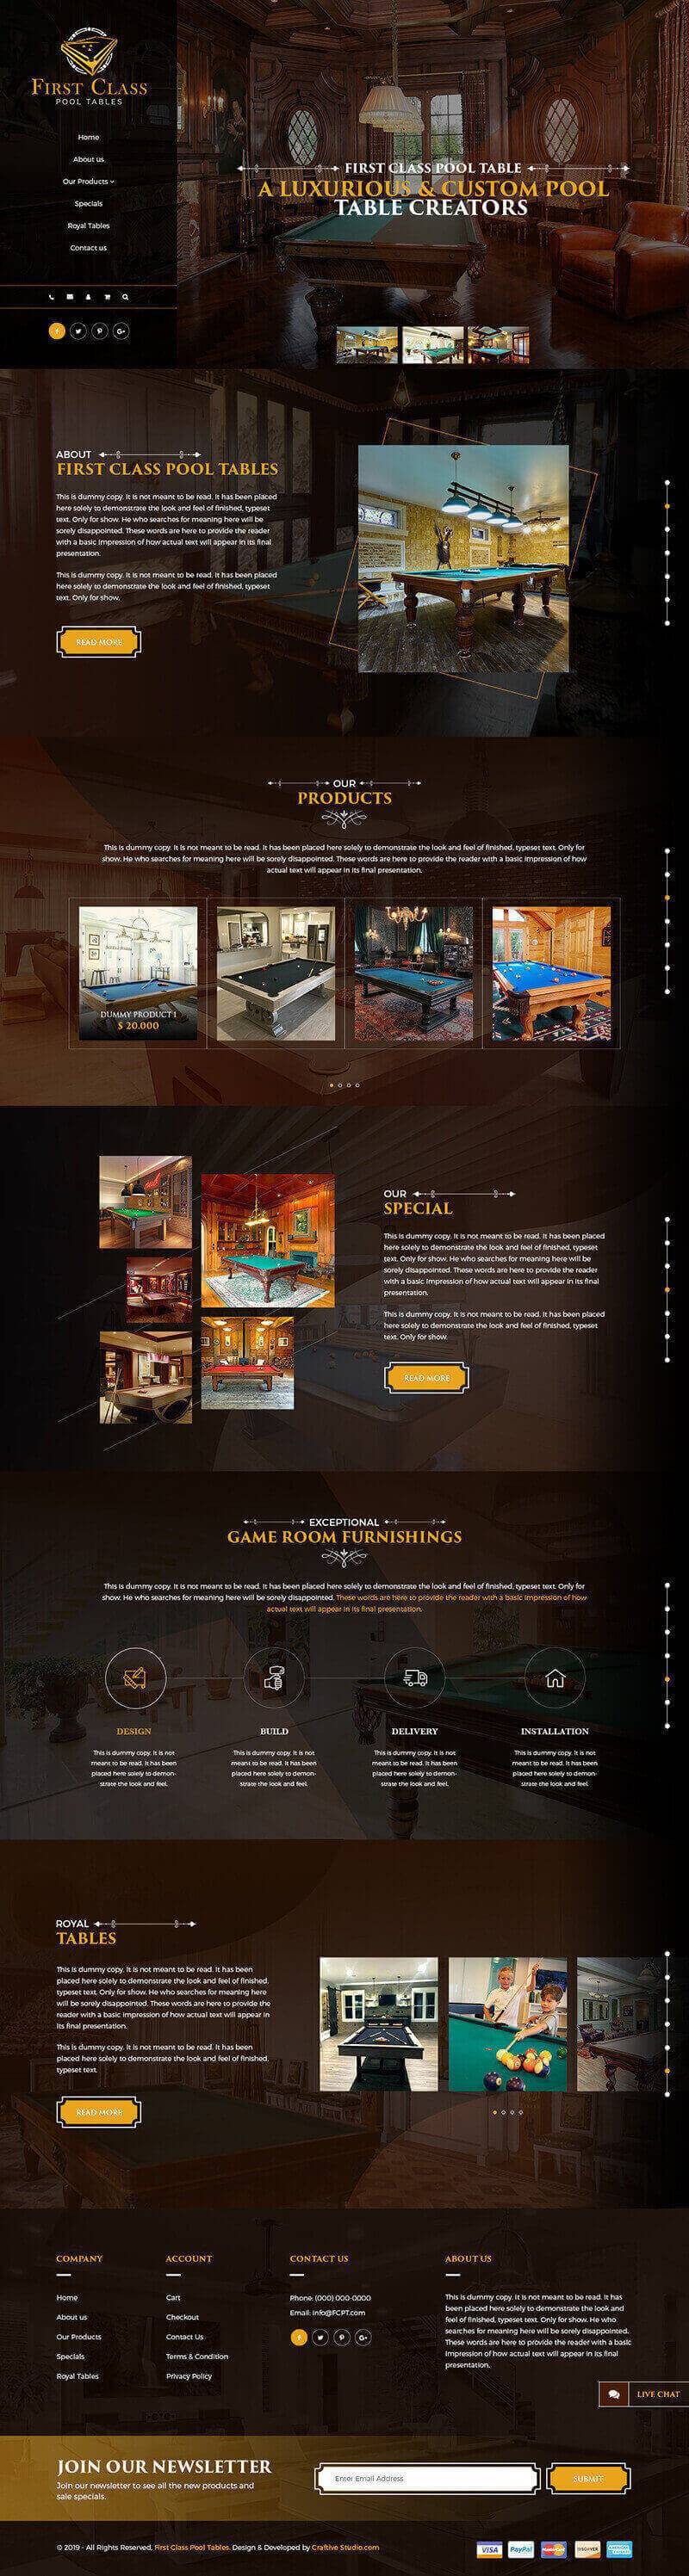 FIRST CLASS
POOL TABLES
Home
About us
Our Products
Specials
Royal Tables
Contact us
FIRST CLASS POOL TABLE
A LUXURIOUS & CUSTOM POOL
TABLE CREATORS
ABOUT
FIRST CLASS POOL TABLES
This is dummy copy. It is not meant to be read. It has been placed
here solely to demonstrate the look and feel of finished, typeset
text. Only for show. He who searches for meaning here will be
sorely disappointed. These words are here to provide the reader
with a basic impression of how actual text will appear in its final
presentation.
This is dummy copy. It is not meant to be read. It has been placed
here solely to demonstrate the look and feel of finished, typeset
text. Only for show,
READ MORE
OUR
PRODUCTS
This is dummy copy. It is not meant to be read. It has been placed here solely to demonstrate the look and feel of finished, typeset text. Only for
show. He who searches for meaning here will be sorely disappointed. These words are here to provide the reader with a basic impression of how
actual text will appear in its final presentation.
DUMMY PRODUCT 1
$ 20.000
OUR
SPECIAL
This is dummy copy. It is not meant to be read. It has been placed
here solely to demonstrate the look and feel of finished, typeset
text. Only for show. He who searches for meaning here will be
sorely disappointed. These words are here to provide the reader
with a basic impression of how actual text will appear in its final
presentation.
This is dummy copy. It is not meant to be read. It has been placed
here solely to demonstrate the look and feel of finished, typeset
text. Only for show.
READ MORE
EXCEPTIONAL
GAME ROOM FURNISHINGS
This is dummy copy. It is not meant to be read. It has been placed here solely to demonstrate the look and feel of finished, typeset text. Only for
show. He who searches for meaning here will be sorely disappointed. These words are here to provide the reader with a basic impression of how
actual text will appear in its final presentation.
DESIGN
This is dummy copy. It is not
meant to be read. It has been
placed here solely to demon-
strate the look and feel.
BUILD
This is dummy copy. It is not
meant to be read. It has been
placed here solely to demon-
strate the look and feel.
DELIVERY
This is dummy copy. It is not
meant to be read. It has been
placed here solely to demon-
strate the look and feel.
INSTALLATION
This is dummy copy. It is not
meant to be read. It has been
placed here solely to demon-
strate the look and feel.
ROYAL
TABLES
This is dummy copy. It is not meant to be read. It has been
placed here solely to demonstrate the look and feel of finished,
typeset text. Only for show. He who searches for meaning here
will be sorely disappointed. These words are here to provide the
reader with a basic impression of how actual text will appear in
its final presentation.
This is dummy copy. It is not meant to be read. It has been
placed here solely to demonstrate the look and feel of finished,
typeset text.
READ MORE
COMPANY
Home
About us
Our Products
Specials
Royal Tables
ACCOUNT
Cart
Checkout
Contact Us
Terms & Condition
Privacy Policy
CONTACT US
Phone: (000) 000-0000
Email: Info@FCPT.com
ABOUT US
This is dummy copy. It is not meant to be read. It has
been placed here solely to demonstrate the look and
feel of finished, typeset text. Only for show. He who
searches for meaning here will be sorely disappointed.
These words are here to provide the reader with a basic
impression of how actual text will appear in its final
presentation.
LIVE CHAT
JOIN OUR NEWSLETTER
Join our newsletter to see all the new products and
sale specials.
Enter Email Address
SUBMIT
© 2019 - All Rights Reserved, First Class Pool Tables. Design & Developed by Craftive Studio.com
VISA
PayPal
MasterCard
DISCOVER